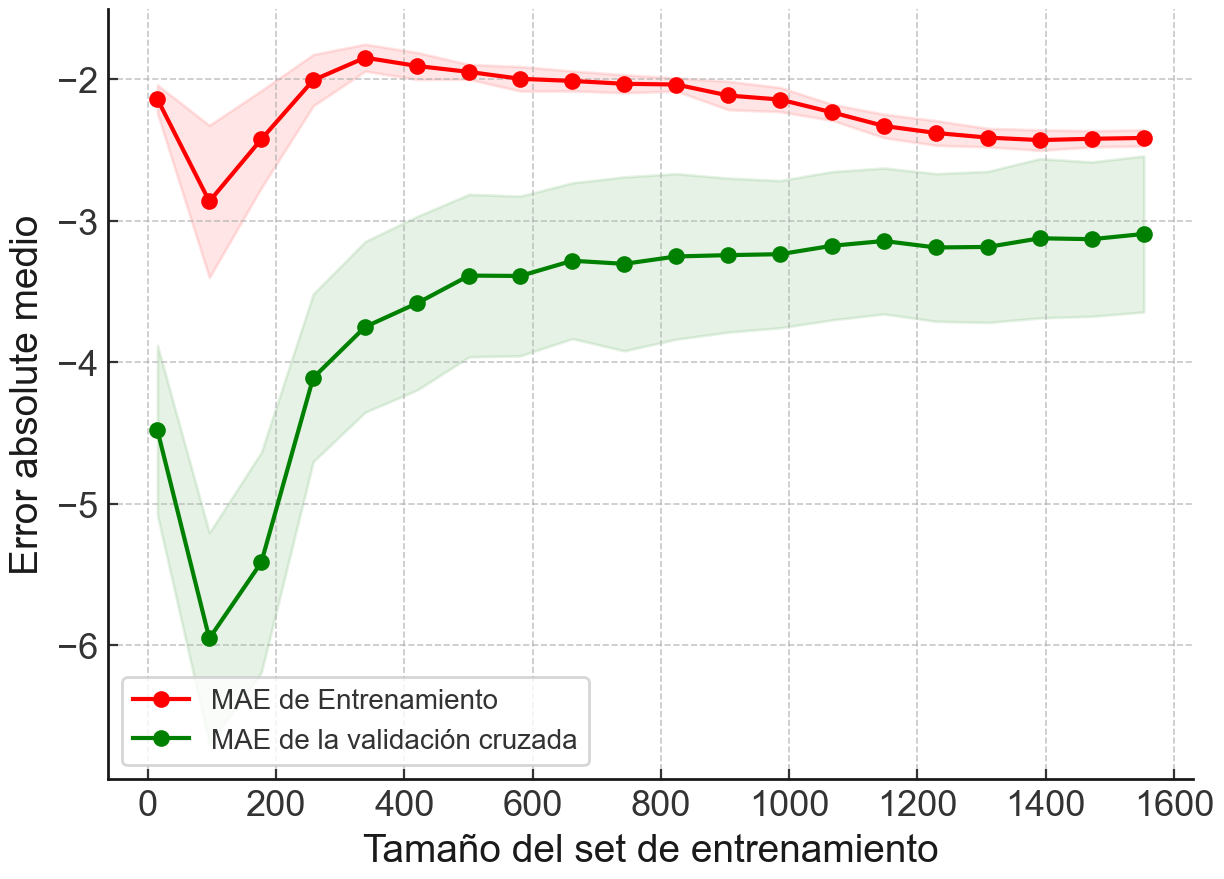 Error absolute medio
−2
−3
−4
−5
−6
MAE de Entrenamiento
MAE de la validación cruzada
0 200 400 600 800 1000 1200 1400 1600
Tamaño del set de entrenamiento